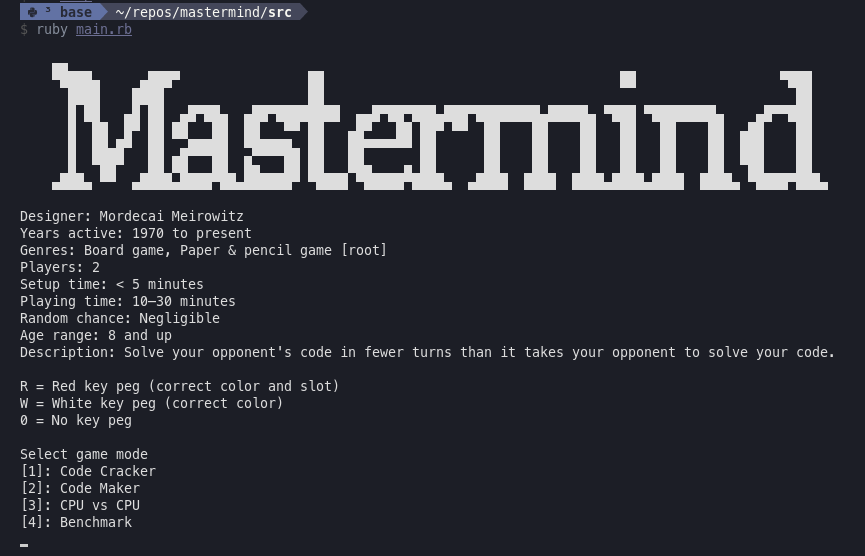 ³ base ~/repos/mastermind/src
$ ruby main.rb
Mastermind
Designer: Mordecai Meirowitz
Years active: 1970 to present
Genres: Board game, Paper & pencil game [root]
Players: 2
Setup time: < 5 minutes
Playing time: 10–30 minutes
Random chance: Negligible
Age range: 8 and up
Description: Solve your opponent's code in fewer turns than it takes your opponent to solve your code.
R = Red key peg (correct color and slot)
W = White key peg (correct color)
0 = No key peg
Select game mode
[1]: Code Cracker
[2]: Code Maker
[3]: CPU vs CPU
[4]: Benchmark